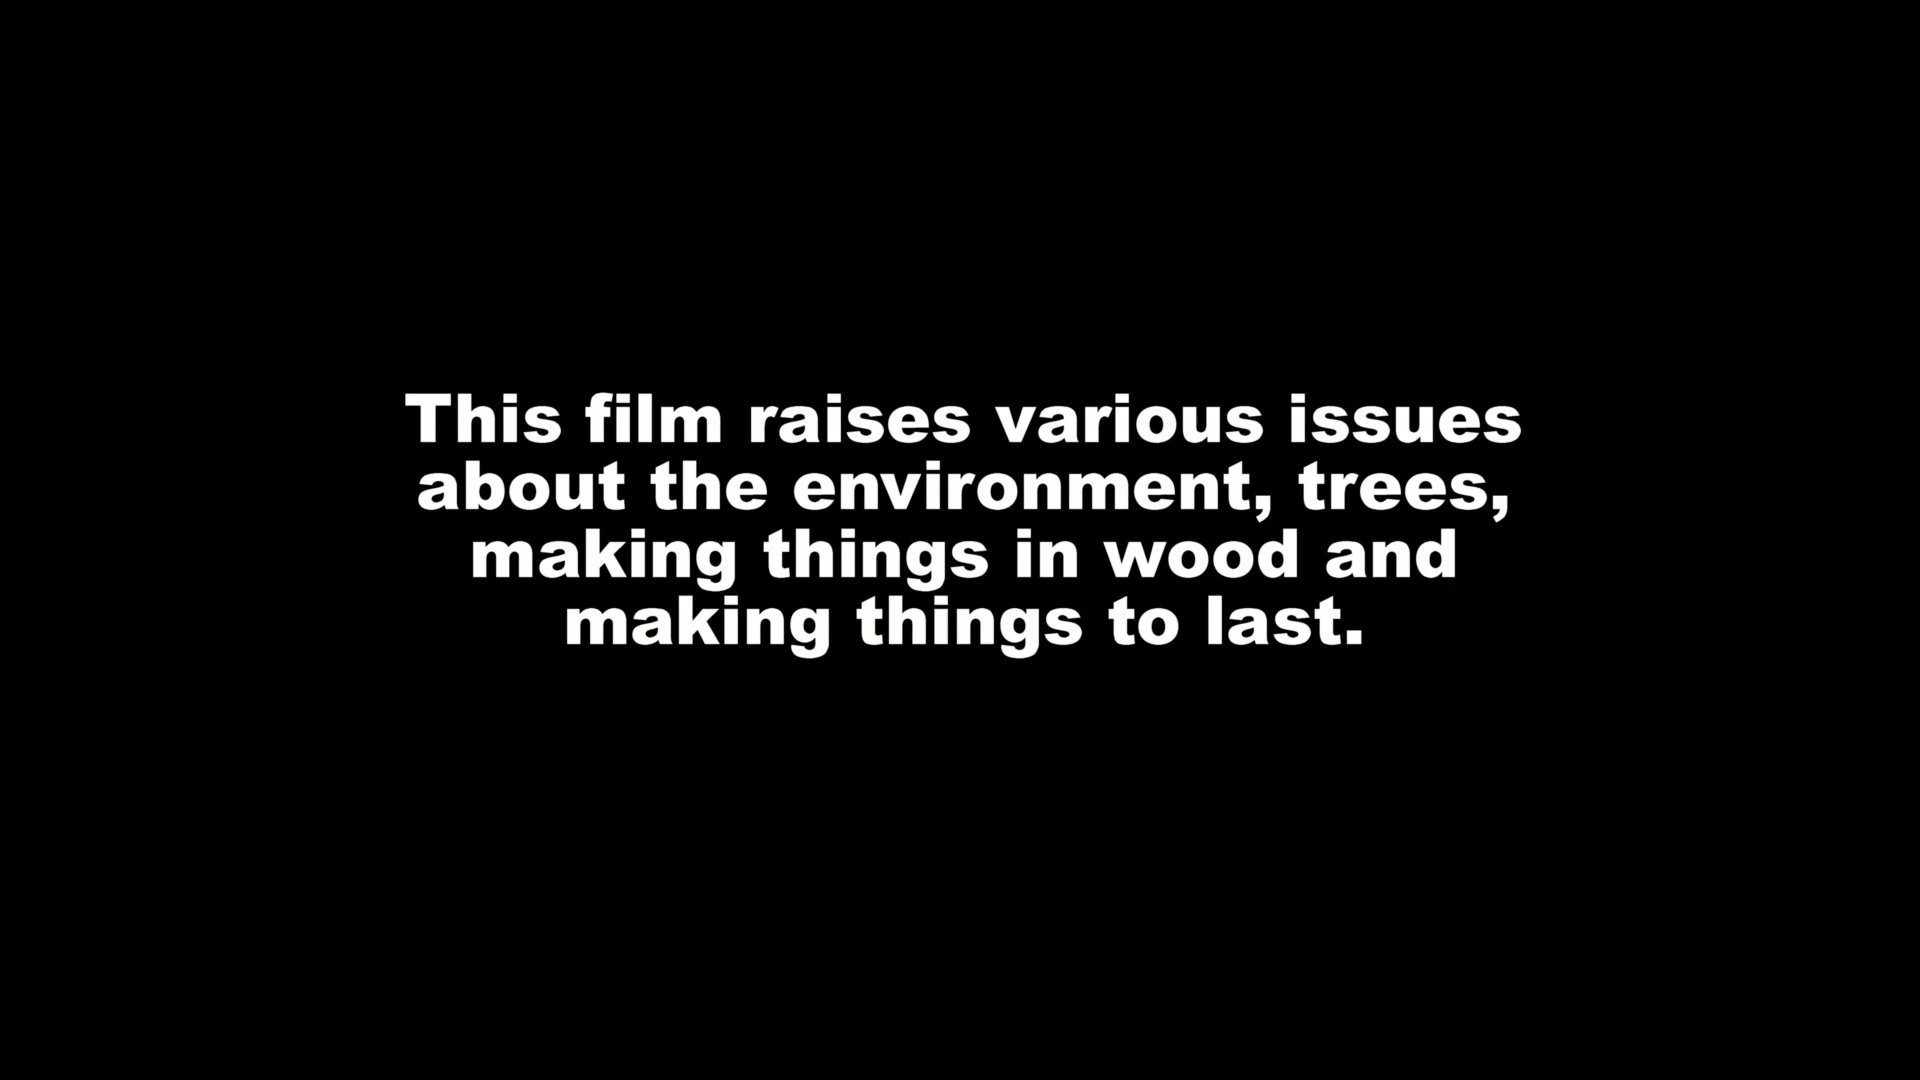 This film raises various issues
about the environment, trees,
making things in wood and
making things to last.